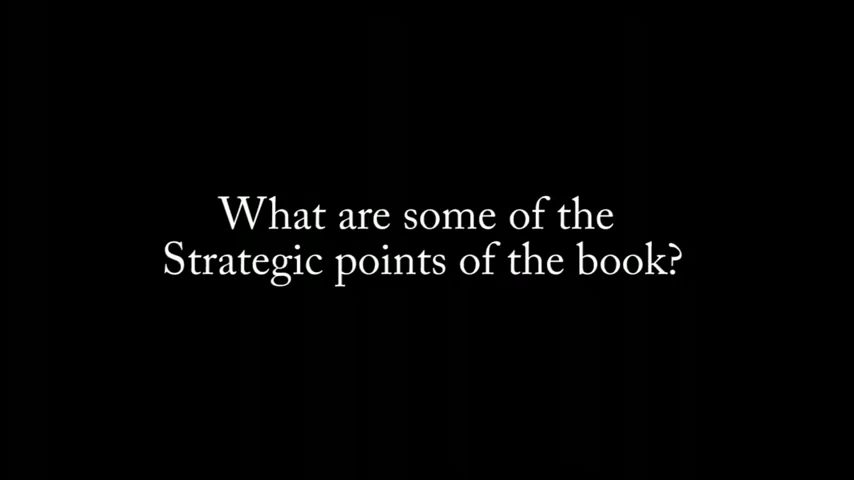 What are some of the
Strategic points of the book?